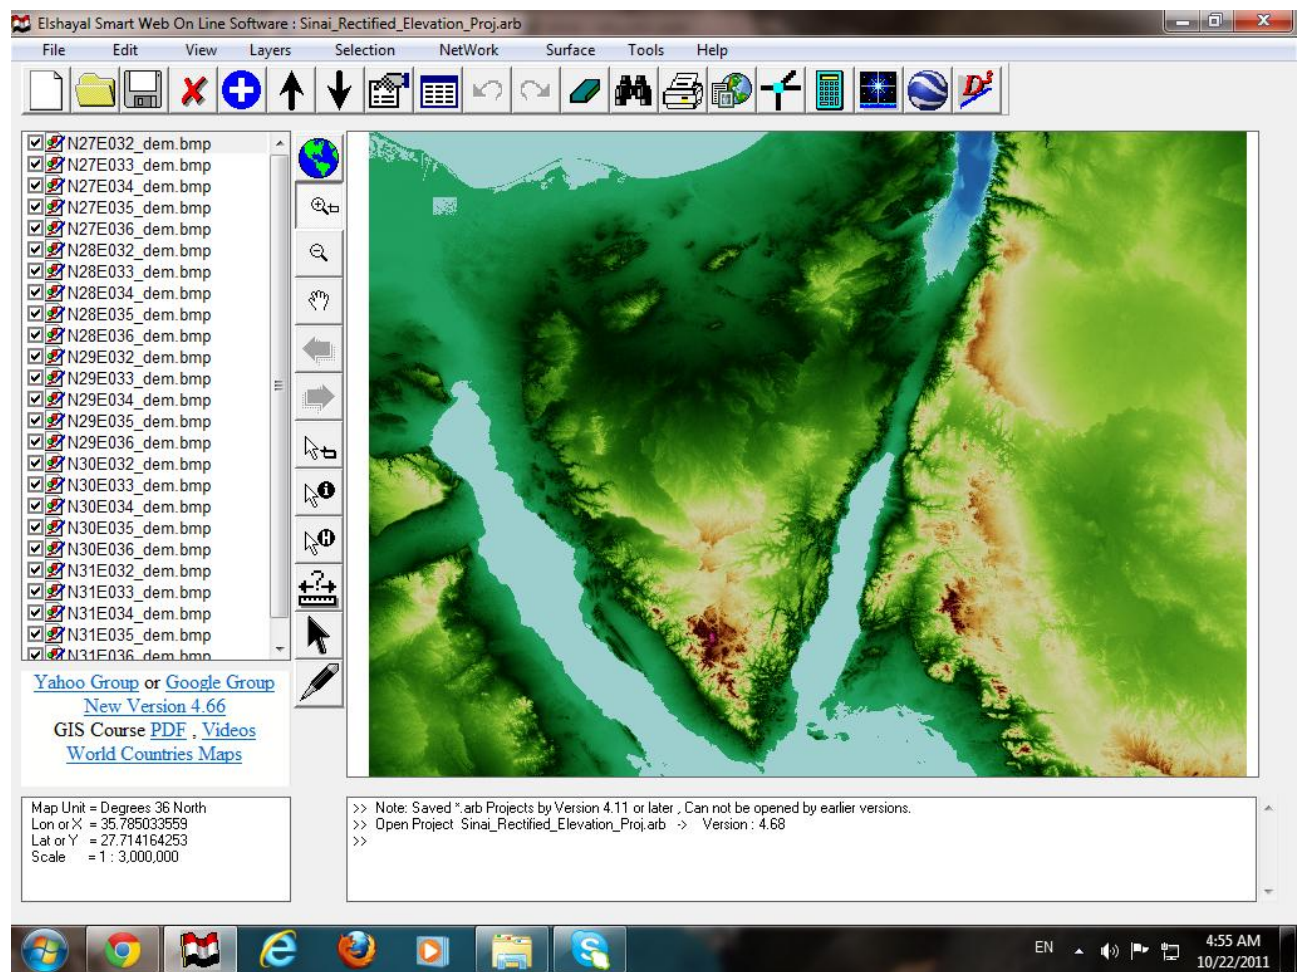 Elshayal Smart Web On Line Software : Sinai_Rectified_Elevation_Proj.arb
File Edit View Layers Selection NetWork Surface Tools Help
N27E032_dem.bmp
N27E033_dem.bmp
N27E034_dem.bmp
N27E035_dem.bmp
N27E036_dem.bmp
N28E032_dem.bmp
N28E033_dem.bmp
N28E034_dem.bmp
N28E035_dem.bmp
N28E036_dem.bmp
N29E032_dem.bmp
N29E033_dem.bmp
N29E034_dem.bmp
N29E035_dem.bmp
N29E036_dem.bmp
N30E032_dem.bmp
N30E033_dem.bmp
N30E034_dem.bmp
N30E035_dem.bmp
N30E036_dem.bmp
N31E032_dem.bmp
N31E033_dem.bmp
N31E034_dem.bmp
N31E035_dem.bmp
N31E036_dem.bmp
Yahoo Group or Google Group
New Version 4.66
GIS Course PDF , Videos
World Countries Maps
Map Unit = Degrees 36 North
Lon or X = 35.785033559
Lat or Y = 27.714164253
Scale = 1 : 3,000,000
>> Note: Saved *.arb Projects by Version 4.11 or later , Can not be opened by earlier versions.
>> Open Project Sinai_Rectified_Elevation_Proj.arb -> Version : 4.68
>>
EN
4:55 AM
10/22/2011